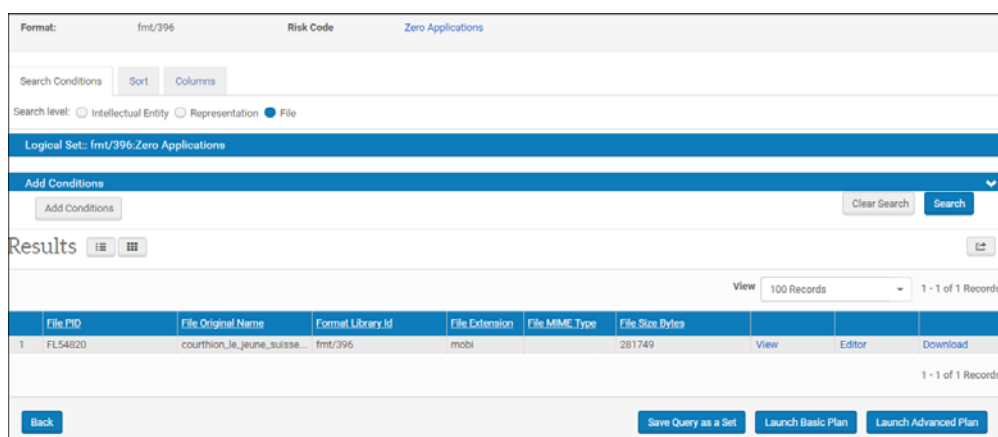 Format: fmt/396 Risk Code Zero Applications
Search Conditions Sort Columns
Search level: Intellectual Entity Representation File
Logical Set:: fmt/396:Zero Applications
Add Conditions
Add Conditions Clear Search Search
Results
View 100 Records 1 - 1 of 1 Records
File PID File Original Name Format Library Id File Extension File MIME Type File Size Bytes
1 FL54820 courthion_le_jeune_suisse... fmt/396 mobi 281749 View Editor Download
1 - 1 of 1 Records
Back Save Query as a Set Launch Basic Plan Launch Advanced Plan